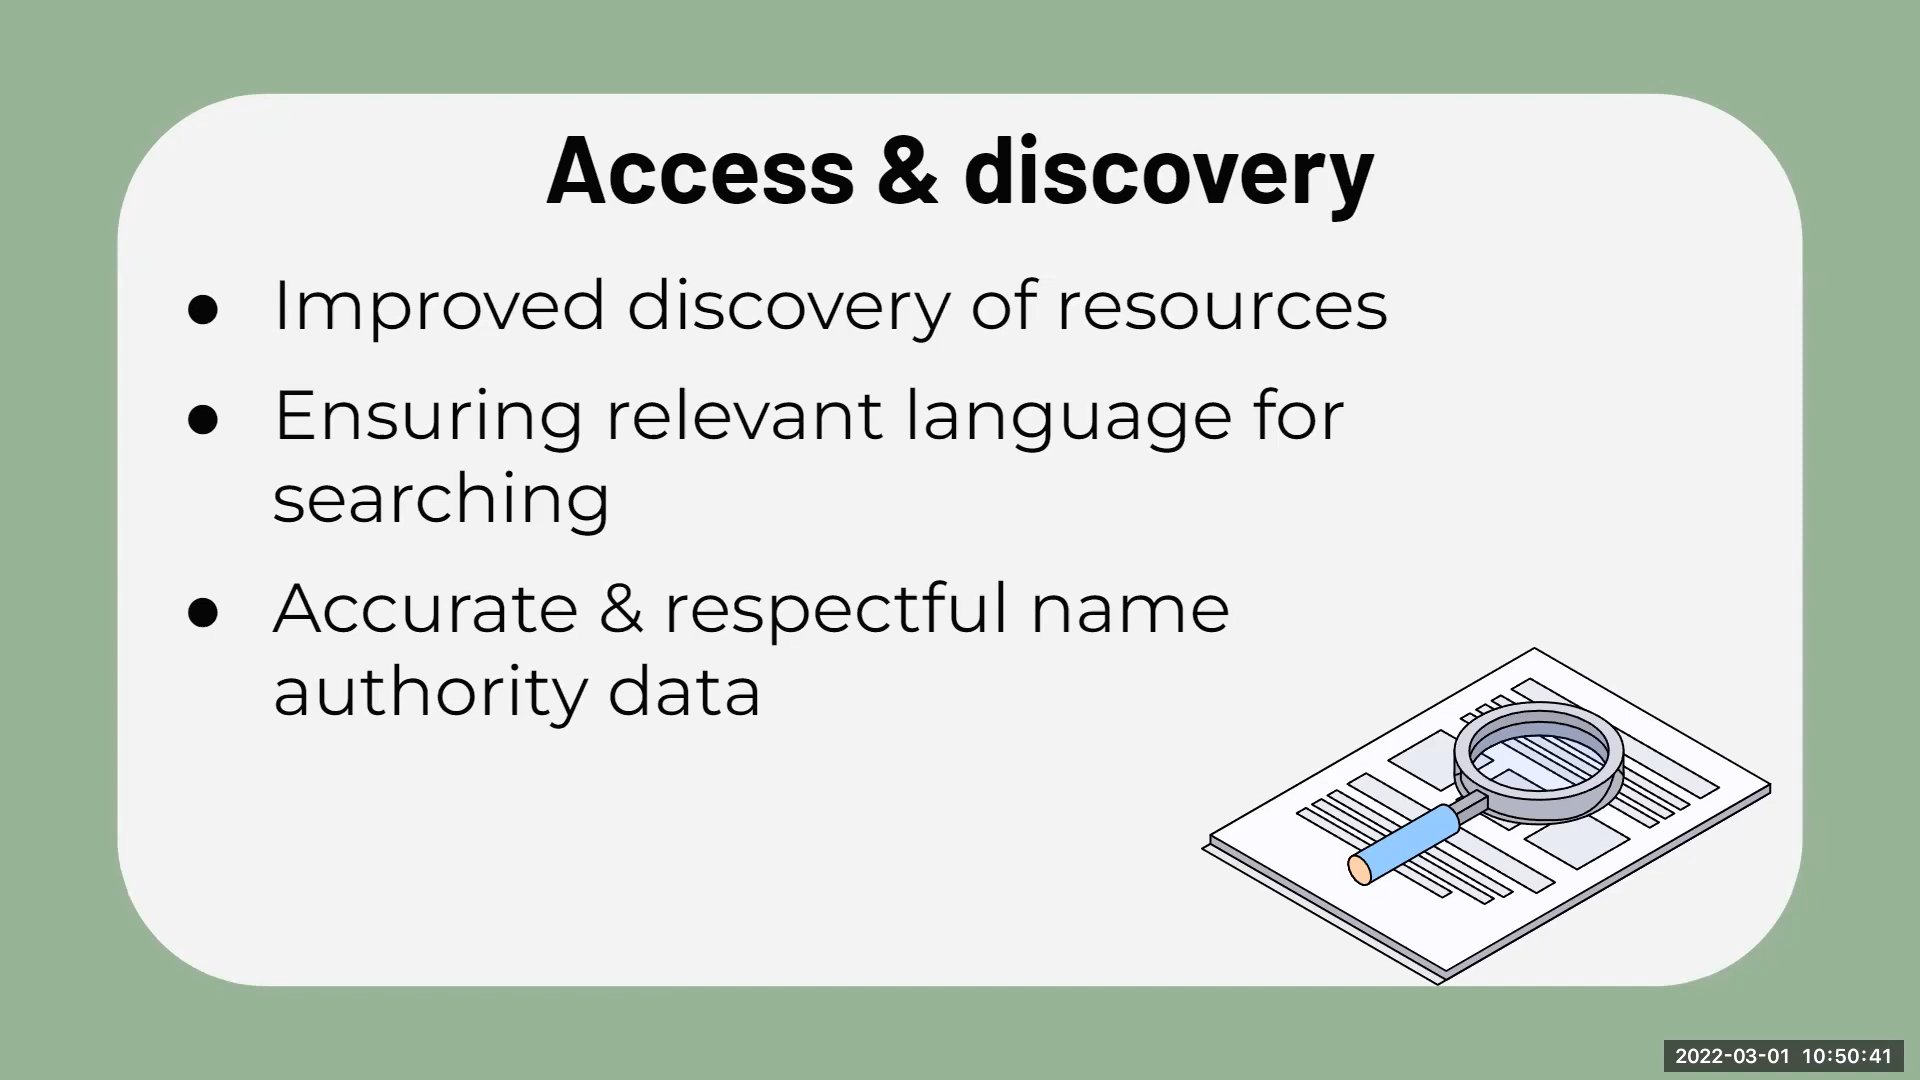 Access & discovery
● Improved discovery of resources
● Ensuring relevant language for
searching
● Accurate & respectful name
authority data
2022-03-01 10:50:41